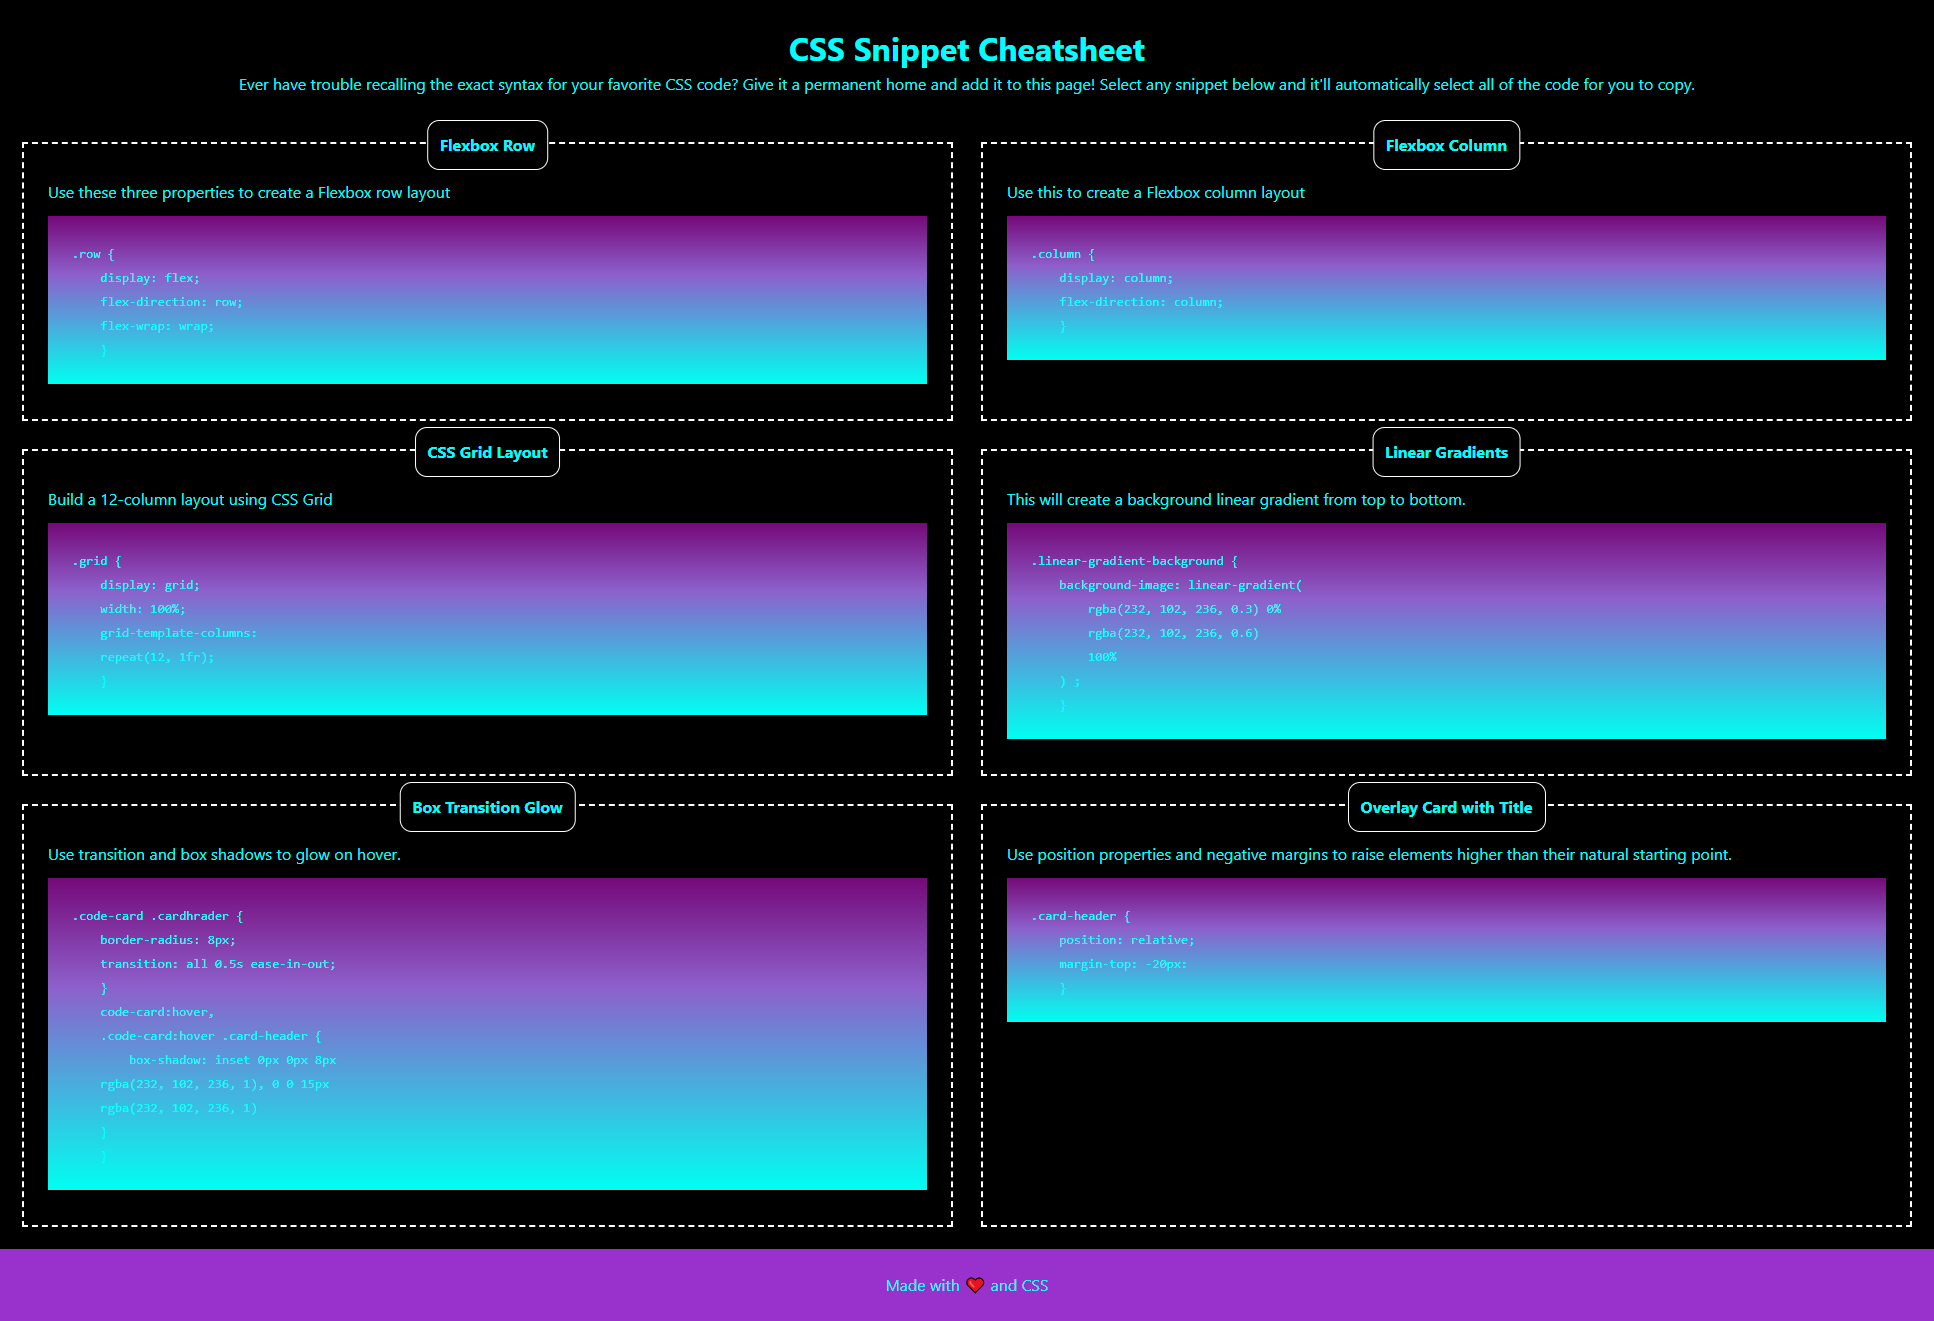 CSS Snippet Cheatsheet
Ever have trouble recalling the exact syntax for your favorite CSS code? Give it a permanent home and add it to this page! Select any snippet below and it'll automatically select all of the code for you to copy.
Flexbox Row
Use these three properties to create a Flexbox row layout
.row {
    display: flex;
    flex-direction: row;
    flex-wrap: wrap;
    }
Flexbox Column
Use this to create a Flexbox column layout
.column {
    display: column;
    flex-direction: column;
    }
CSS Grid Layout
Build a 12-column layout using CSS Grid
.grid {
    display: grid;
    width: 100%;
    grid-template-columns:
    repeat(12, 1fr);
    }
Linear Gradients
This will create a background linear gradient from top to bottom.
.linear-gradient-background {
    background-image: linear-gradient(
        rgba(232, 102, 236, 0.3) 0%
        rgba(232, 102, 236, 0.6)
        100%
    ) ;
    }
Box Transition Glow
Use transition and box shadows to glow on hover.
.code-card .cardhrader {
    border-radius: 8px;
    transition: all 0.5s ease-in-out;
    }
    code-card:hover,
    .code-card:hover .card-header {
        box-shadow: inset 0px 0px 8px
    rgba(232, 102, 236, 1), 0 0 15px
    rgba(232, 102, 236, 1)
    }
    }
Overlay Card with Title
Use position properties and negative margins to raise elements higher than their natural starting point.
.card-header {
    position: relative;
    margin-top: -20px:
    }
Made with ❤️ and CSS